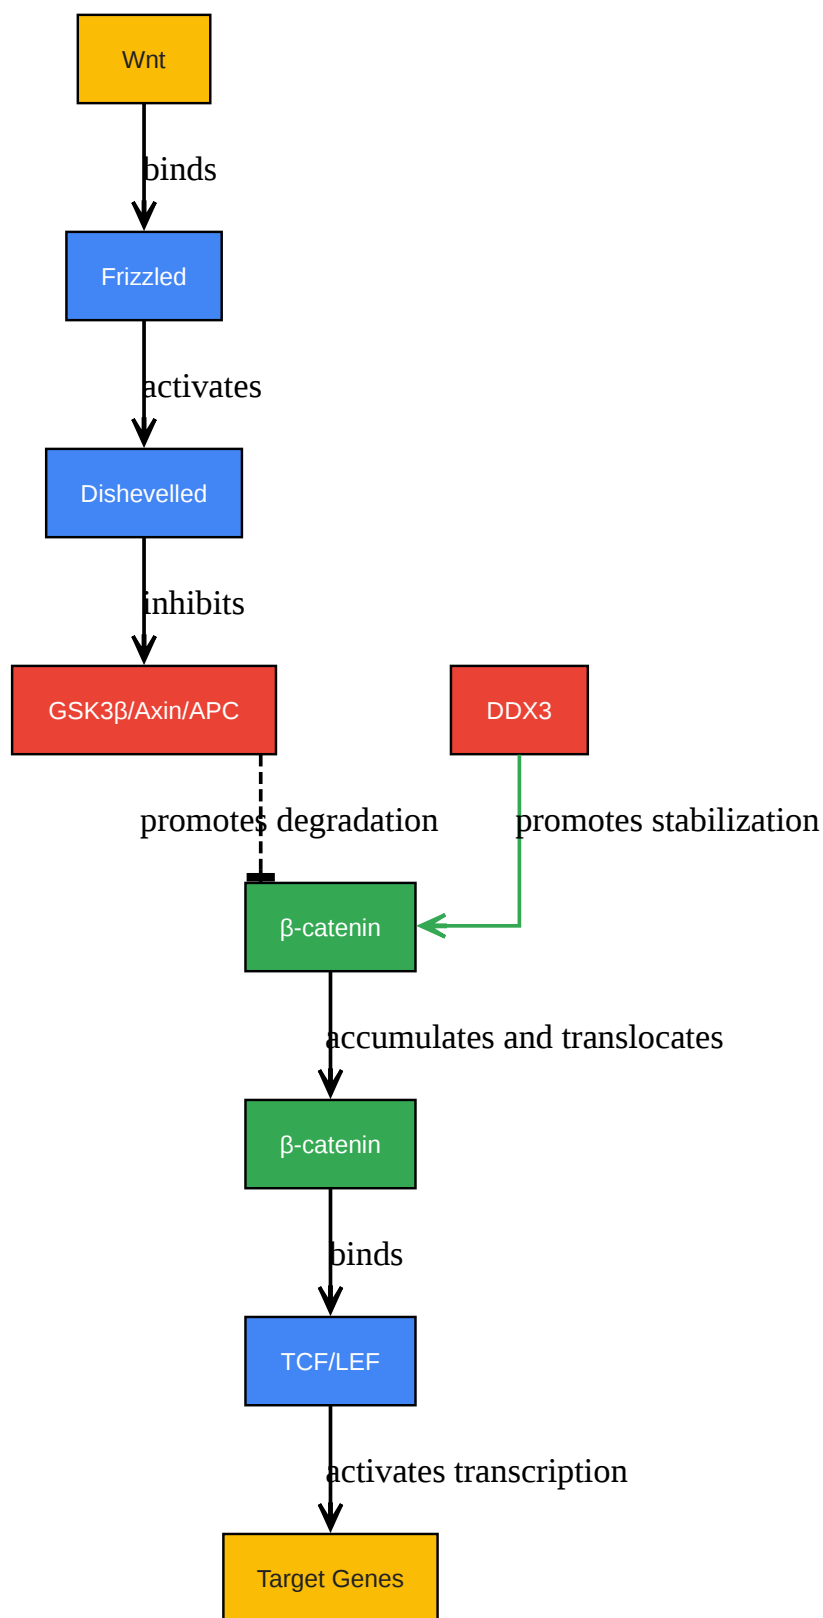 Wnt
binds
Frizzled
activates
Dishevelled
inhibits
GSK3β/Axin/APC
DDX3
promotes degradation
promotes stabilization
β-catenin
accumulates and translocates
β-catenin
binds
TCF/LEF
activates transcription
Target Genes